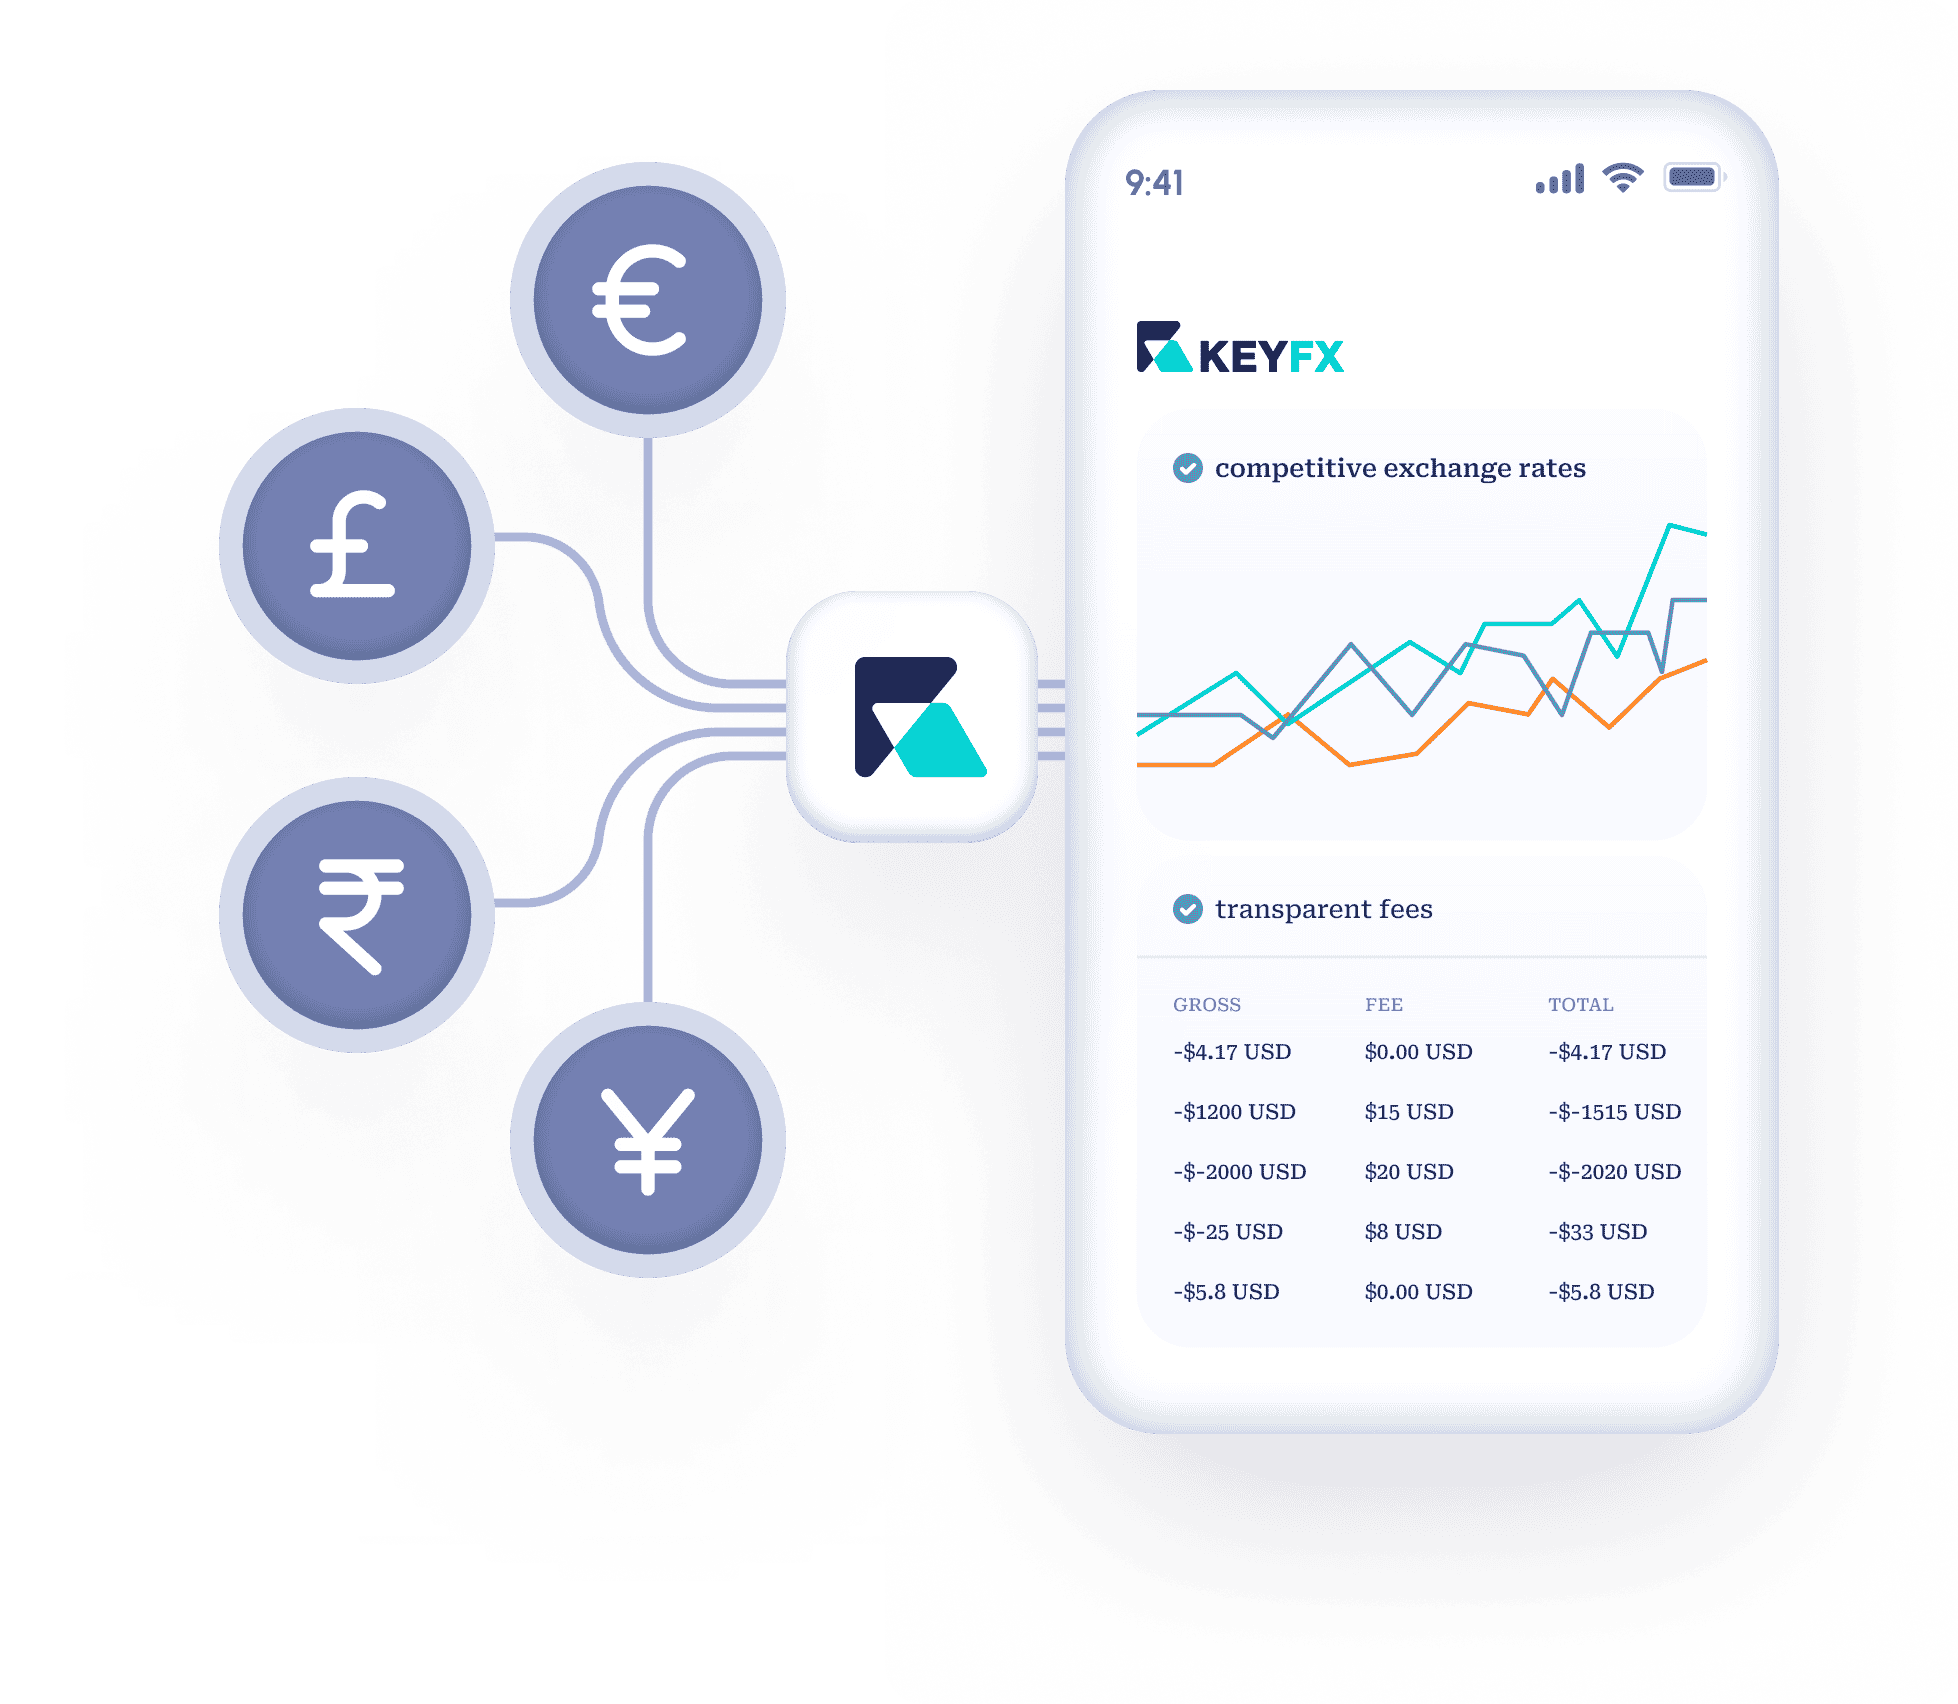 €
£
₹
¥
9:41
KEYFX
competitive exchange rates
transparent fees
GROSS FEE TOTAL
-$4.17 USD $0.00 USD -$4.17 USD
-$1200 USD $15 USD -$-1515 USD
-$-2000 USD $20 USD -$-2020 USD
-$-25 USD $8 USD -$33 USD
-$5.8 USD $0.00 USD -$5.8 USD